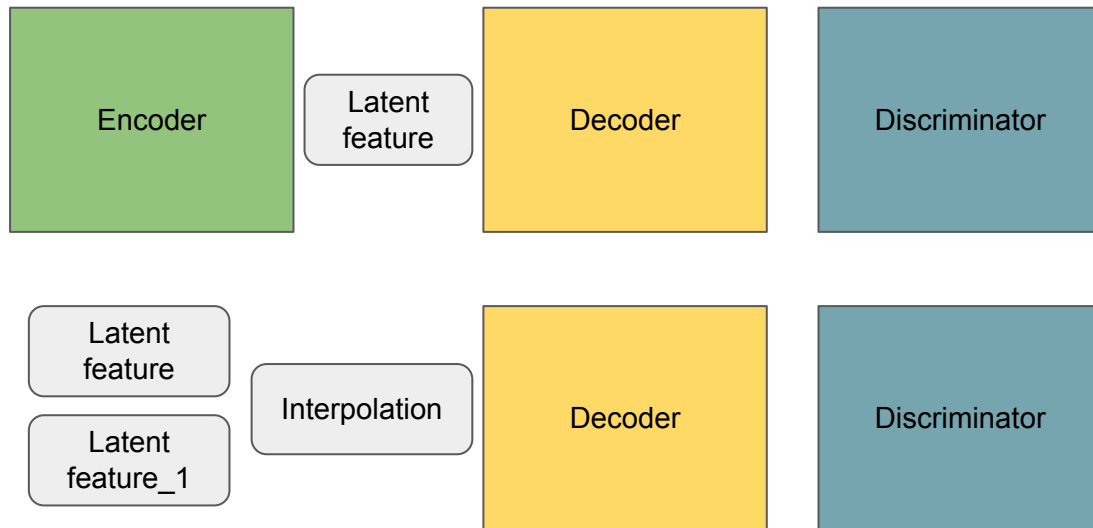 Encoder
Latent
feature
Decoder
Discriminator
Latent
feature
Latent
feature_1
Interpolation
Decoder
Discriminator